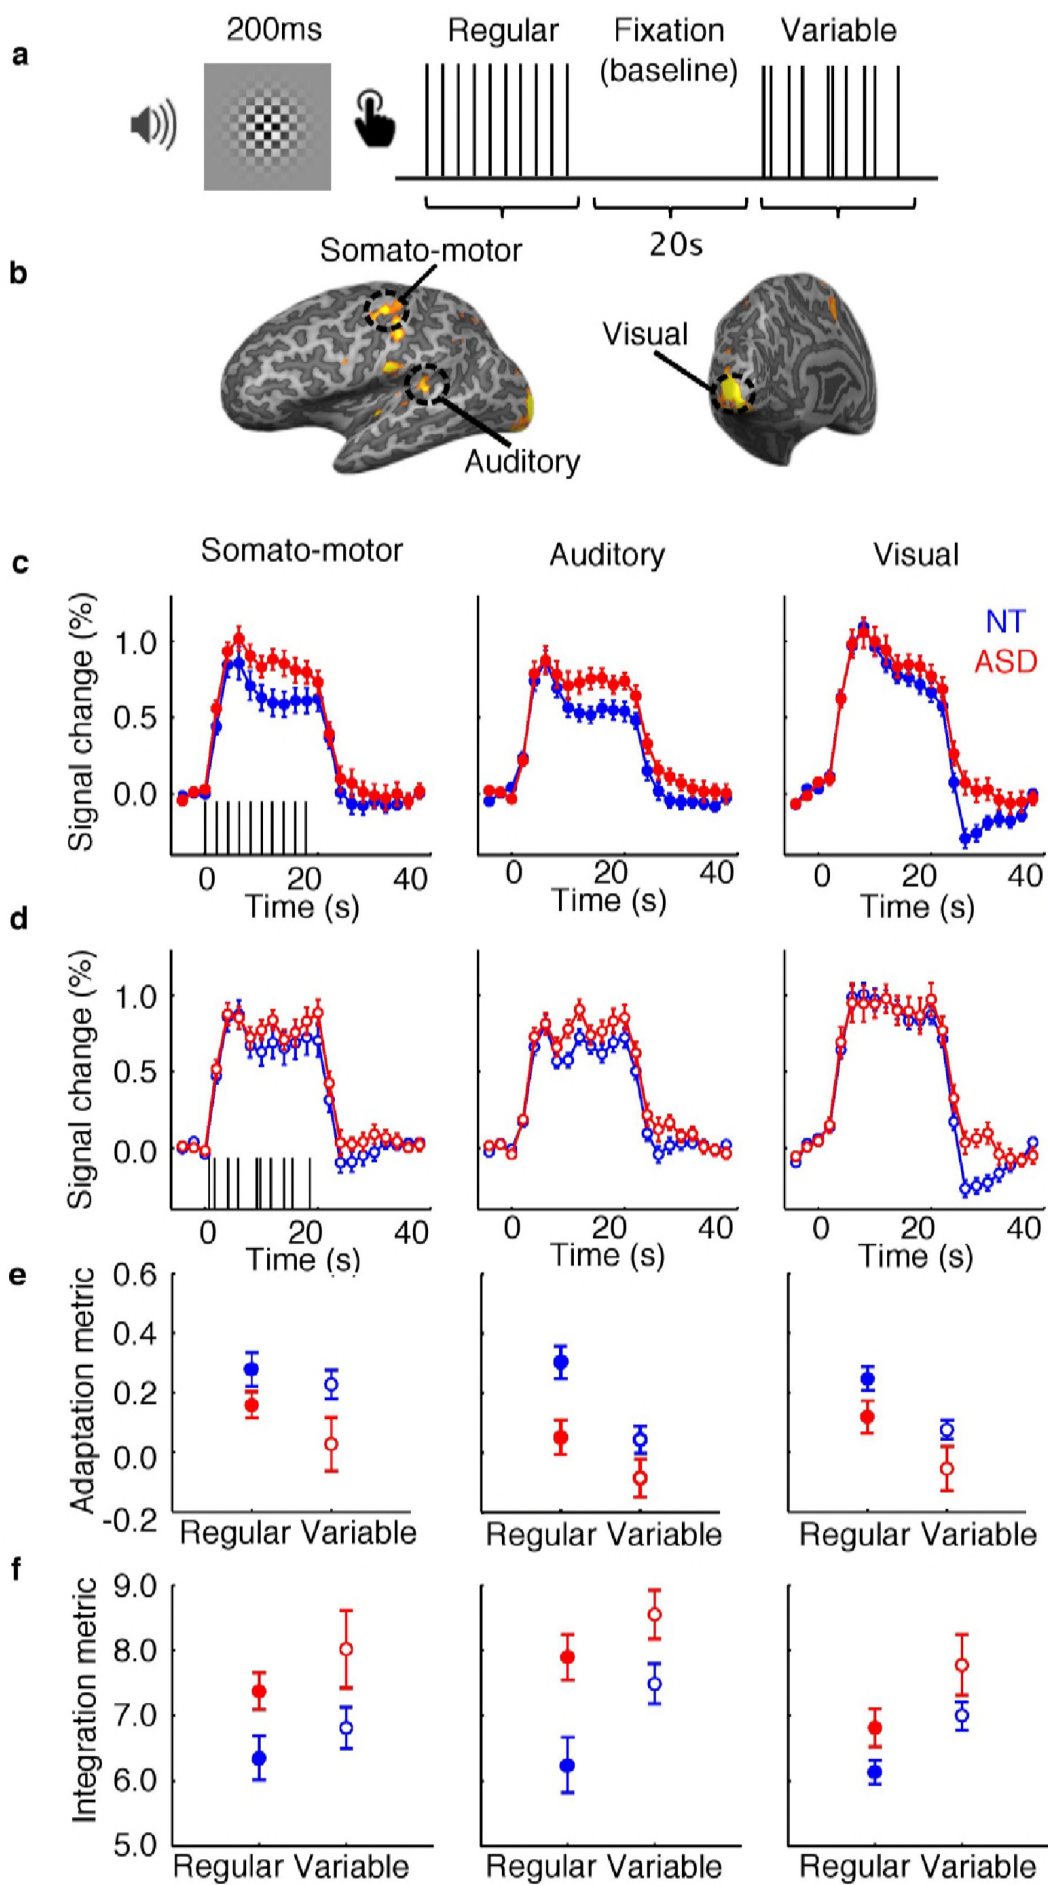 a
200ms
Regular
Fixation
(baseline)
Variable
20s
b
Somato-motor
Auditory
Visual
c
Somato-motor
Auditory
Visual
NT
ASD
Signal change (%)
1.0
0.5
0.0
0 20 40
Time (s)
0 20 40
Time (s)
0 20 40
Time (s)
d
Signal change (%)
1.0
0.5
0.0
0 20 40
Time (s)
0 20 40
Time (s)
0 20 40
Time (s)
e
Adaptation metric
0.6
0.4
0.2
0.0
-0.2
Regular Variable
Regular Variable
Regular Variable
f
Integration metric
9.0
8.0
7.0
6.0
5.0
Regular Variable
Regular Variable
Regular Variable